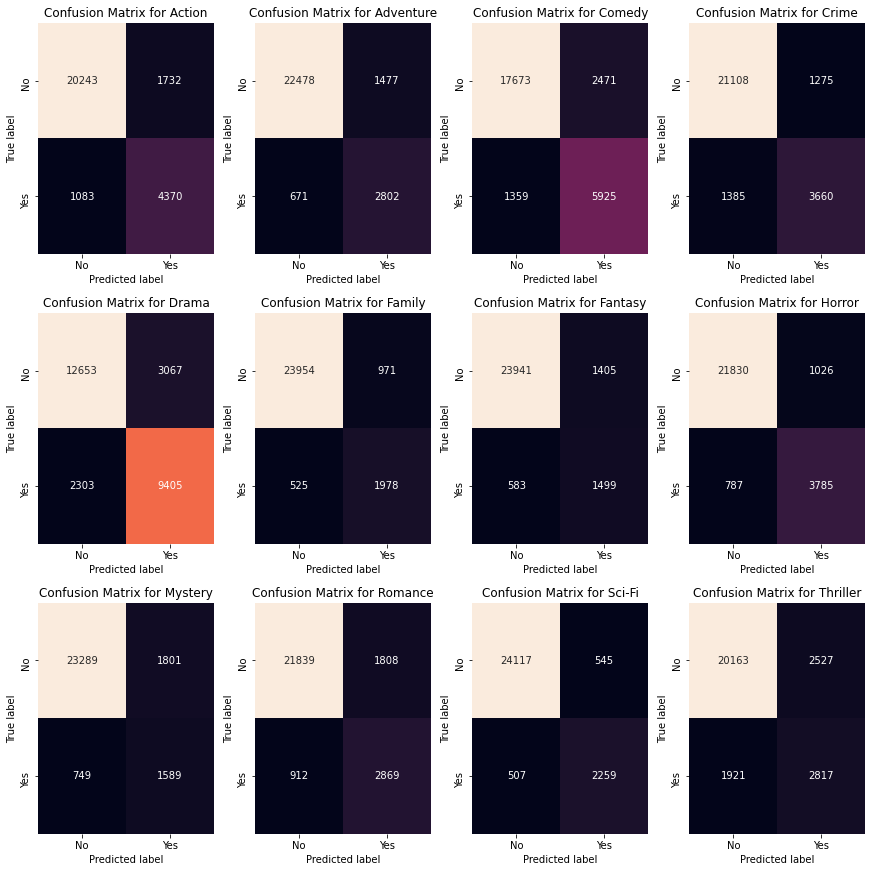 Confusion Matrix for Action
No
20243
1732
True label
Yes
1083
4370
No
Yes
Predicted label
Confusion Matrix for Adventure
No
22478
1477
True label
Yes
671
2802
No
Yes
Predicted label
Confusion Matrix for Comedy
No
17673
2471
True label
Yes
1359
5925
No
Yes
Predicted label
Confusion Matrix for Crime
No
21108
1275
True label
Yes
1385
3660
No
Yes
Predicted label
Confusion Matrix for Drama
No
12653
3067
True label
Yes
2303
9405
No
Yes
Predicted label
Confusion Matrix for Family
No
23954
971
True label
Yes
525
1978
No
Yes
Predicted label
Confusion Matrix for Fantasy
No
23941
1405
True label
Yes
583
1499
No
Yes
Predicted label
Confusion Matrix for Horror
No
21830
1026
True label
Yes
787
3785
No
Yes
Predicted label
Confusion Matrix for Mystery
No
23289
1801
True label
Yes
749
1589
No
Yes
Predicted label
Confusion Matrix for Romance
No
21839
1808
True label
Yes
912
2869
No
Yes
Predicted label
Confusion Matrix for Sci-Fi
No
24117
545
True label
Yes
507
2259
No
Yes
Predicted label
Confusion Matrix for Thriller
No
20163
2527
True label
Yes
1921
2817
No
Yes
Predicted label